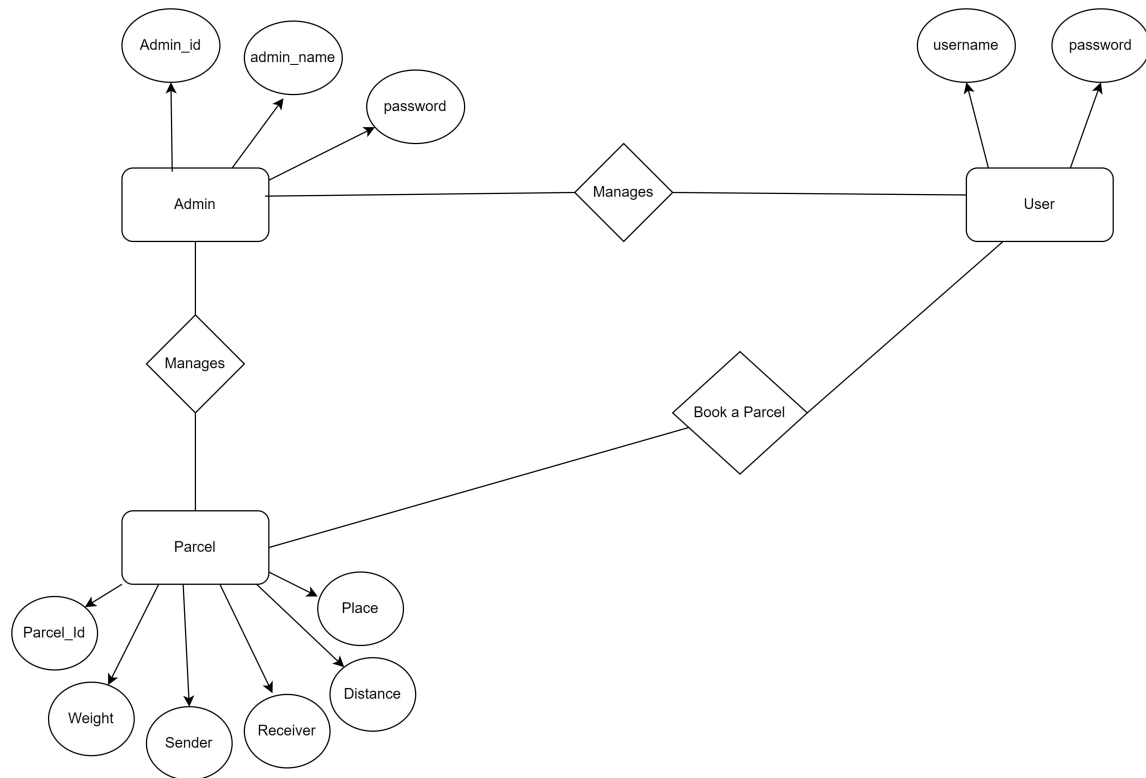 Admin_id
admin_name
password
username
password
Admin
Manages
User
Manages
Book a Parcel
Parcel
Place
Parcel_Id
Distance
Weight
Receiver
Sender